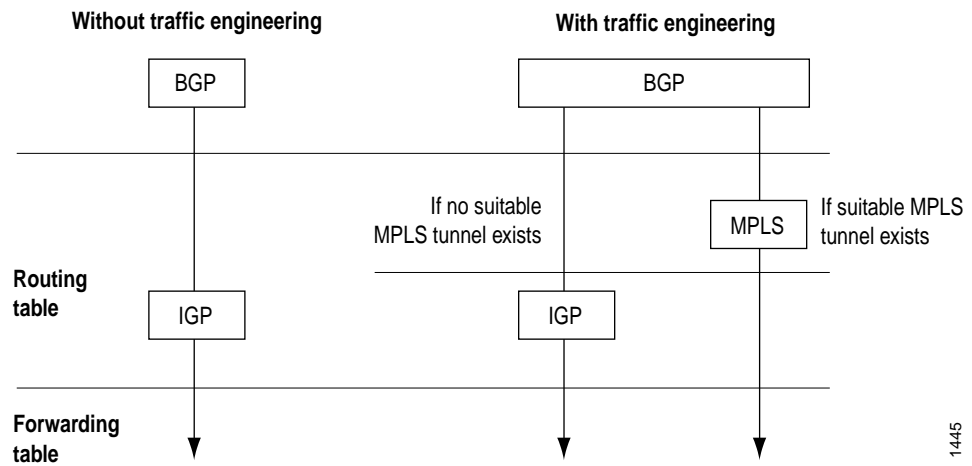 Without traffic engineering
With traffic engineering
BGP
BGP
If no suitable
MPLS tunnel exists
MPLS
If suitable MPLS
tunnel exists
Routing
table
IGP
IGP
Forwarding
table
1445